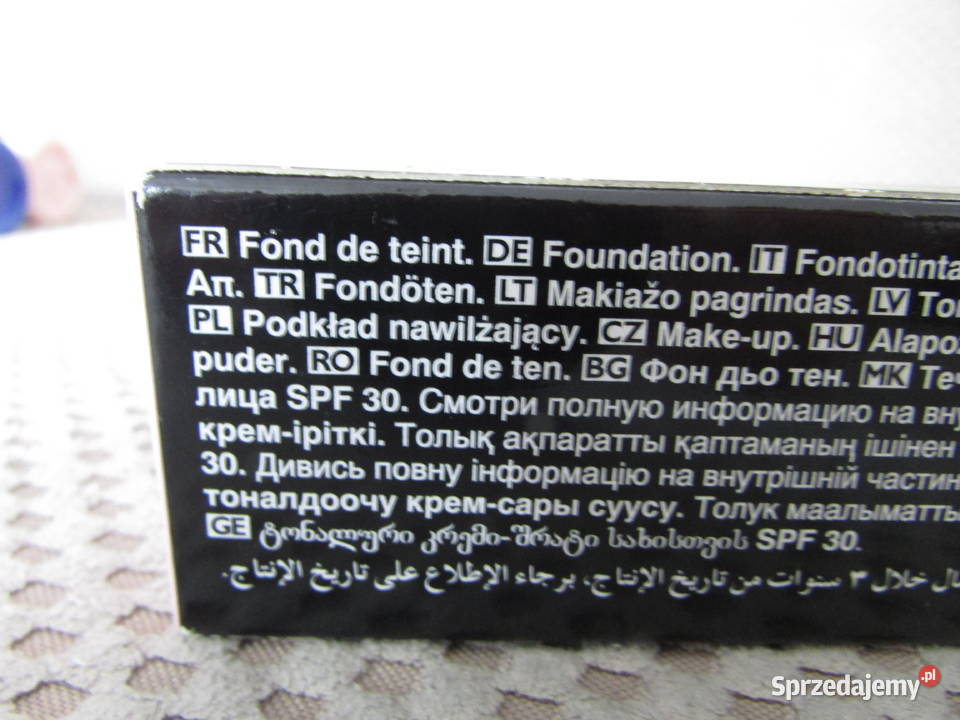 FR Fond de teint. DE Foundation. IT Fondotinta
Ατι. TR Fondöten. LT Makiažo pagrindas. LV
PL Podkład nawilżający. CZ Make-up. HU
puder. RO Fond de ten. BG Фон дьо тен. MK
лица SPF 30. Смотри полную информацию на
крем-іріткі. Толық ақпаратты қаптаманың ішінен
30. Дивись повну інформацію на внутрішній
тоналдоочу крем-сары суусу. Толук
GE ტონალური კრემი-შრატი სახისთვის SPF 30.
خلال ٣ سنوات من تاريخ الإنتاج، برجاء الإطلاع على تاريخ الإنتاج.
Sprzedajemy.pl